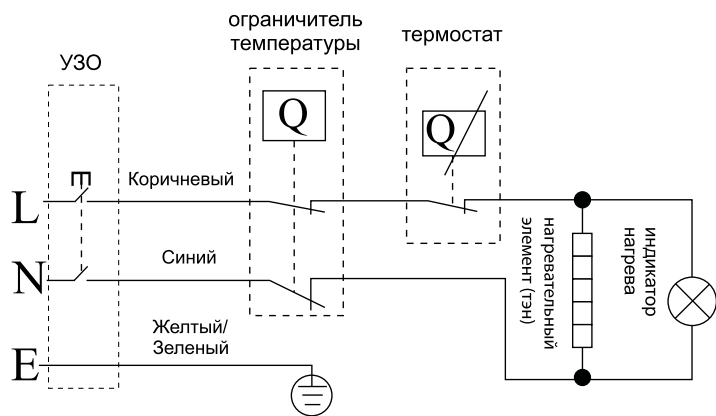 ограничитель
температуры
термостат
УЗО
Q
Q
L
Коричневый
N
Синий
E
Желтый/
Зеленый
нагревательный
элемент (тэн)
индикатор
нагрева